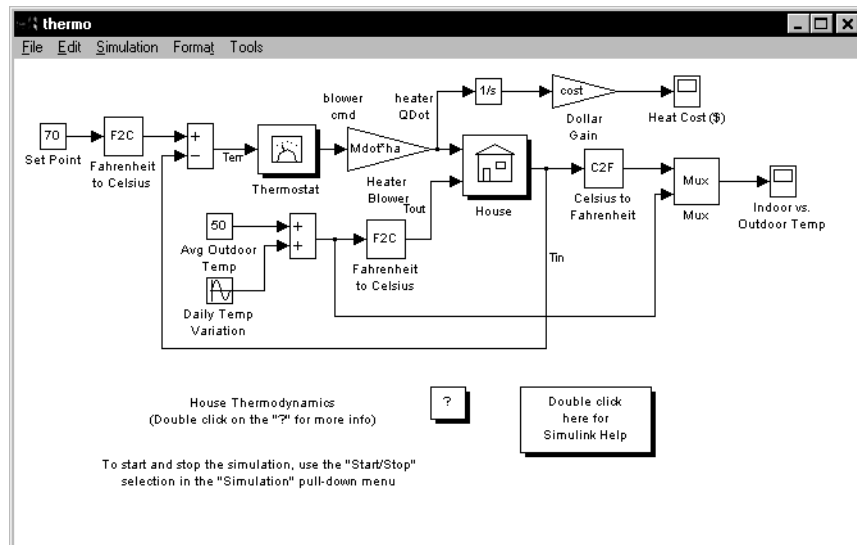 thermo
File Edit Simulation Format Tools
blower
cmd
heater
QDot
1/s
cost
Dollar
Gain
Heat Cost ($)
70
Set Point
F2C
Fahrenheit
to Celsius
+
−
Terr
Thermostat
Mdot*ha
Heater
Blower
House
C2F
Celsius to
Fahrenheit
Mux
Mux
Indoor vs.
Outdoor Temp
50
Avg Outdoor
Temp
+
+
F2C
Fahrenheit
to Celsius
Tout
Tin
Daily Temp
Variation
House Thermodynamics
(Double click on the "?" for more info)
?
Double click
here for
Simulink Help
To start and stop the simulation, use the "Start/Stop"
selection in the "Simulation" pull-down menu